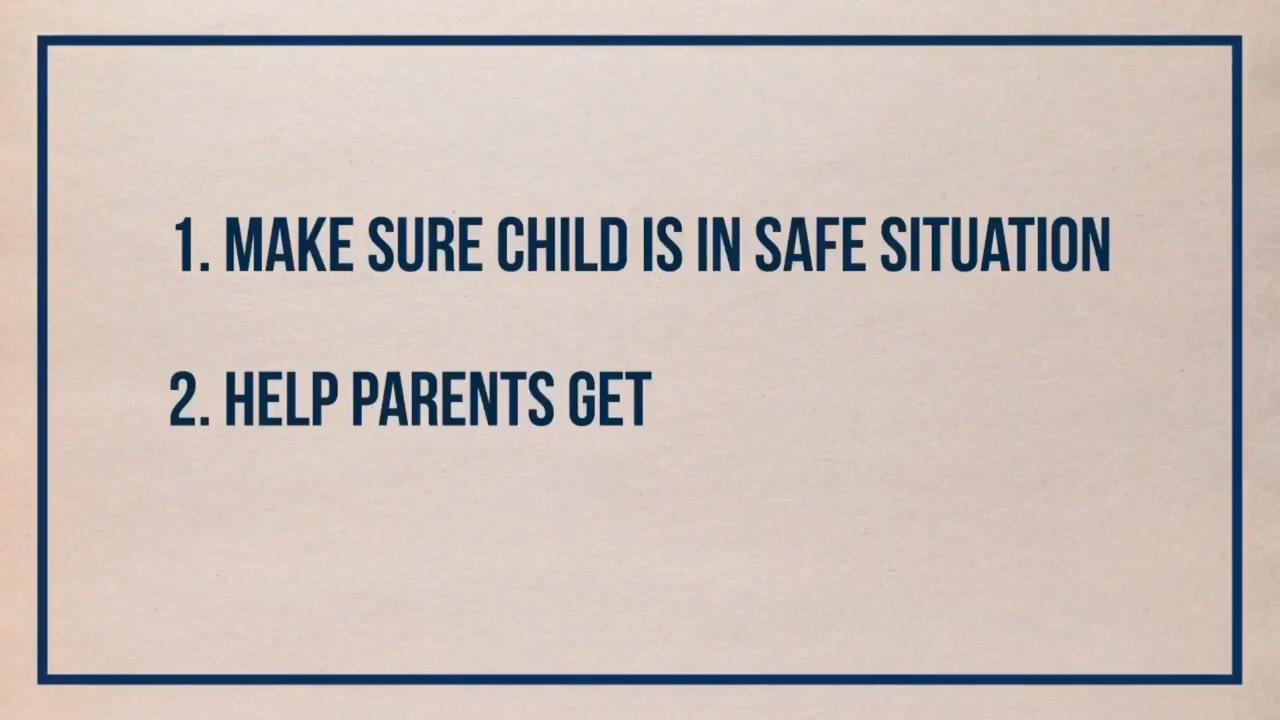 1. MAKE SURE CHILD IS IN SAFE SITUATION
2. HELP PARENTS GET